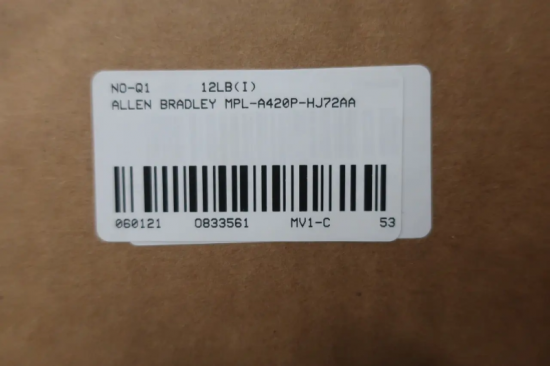 NO-Q1 12LB(I)
ALLEN BRADLEY MPL-A420P-HJ72AA
060121 0833561 MV1-C 53